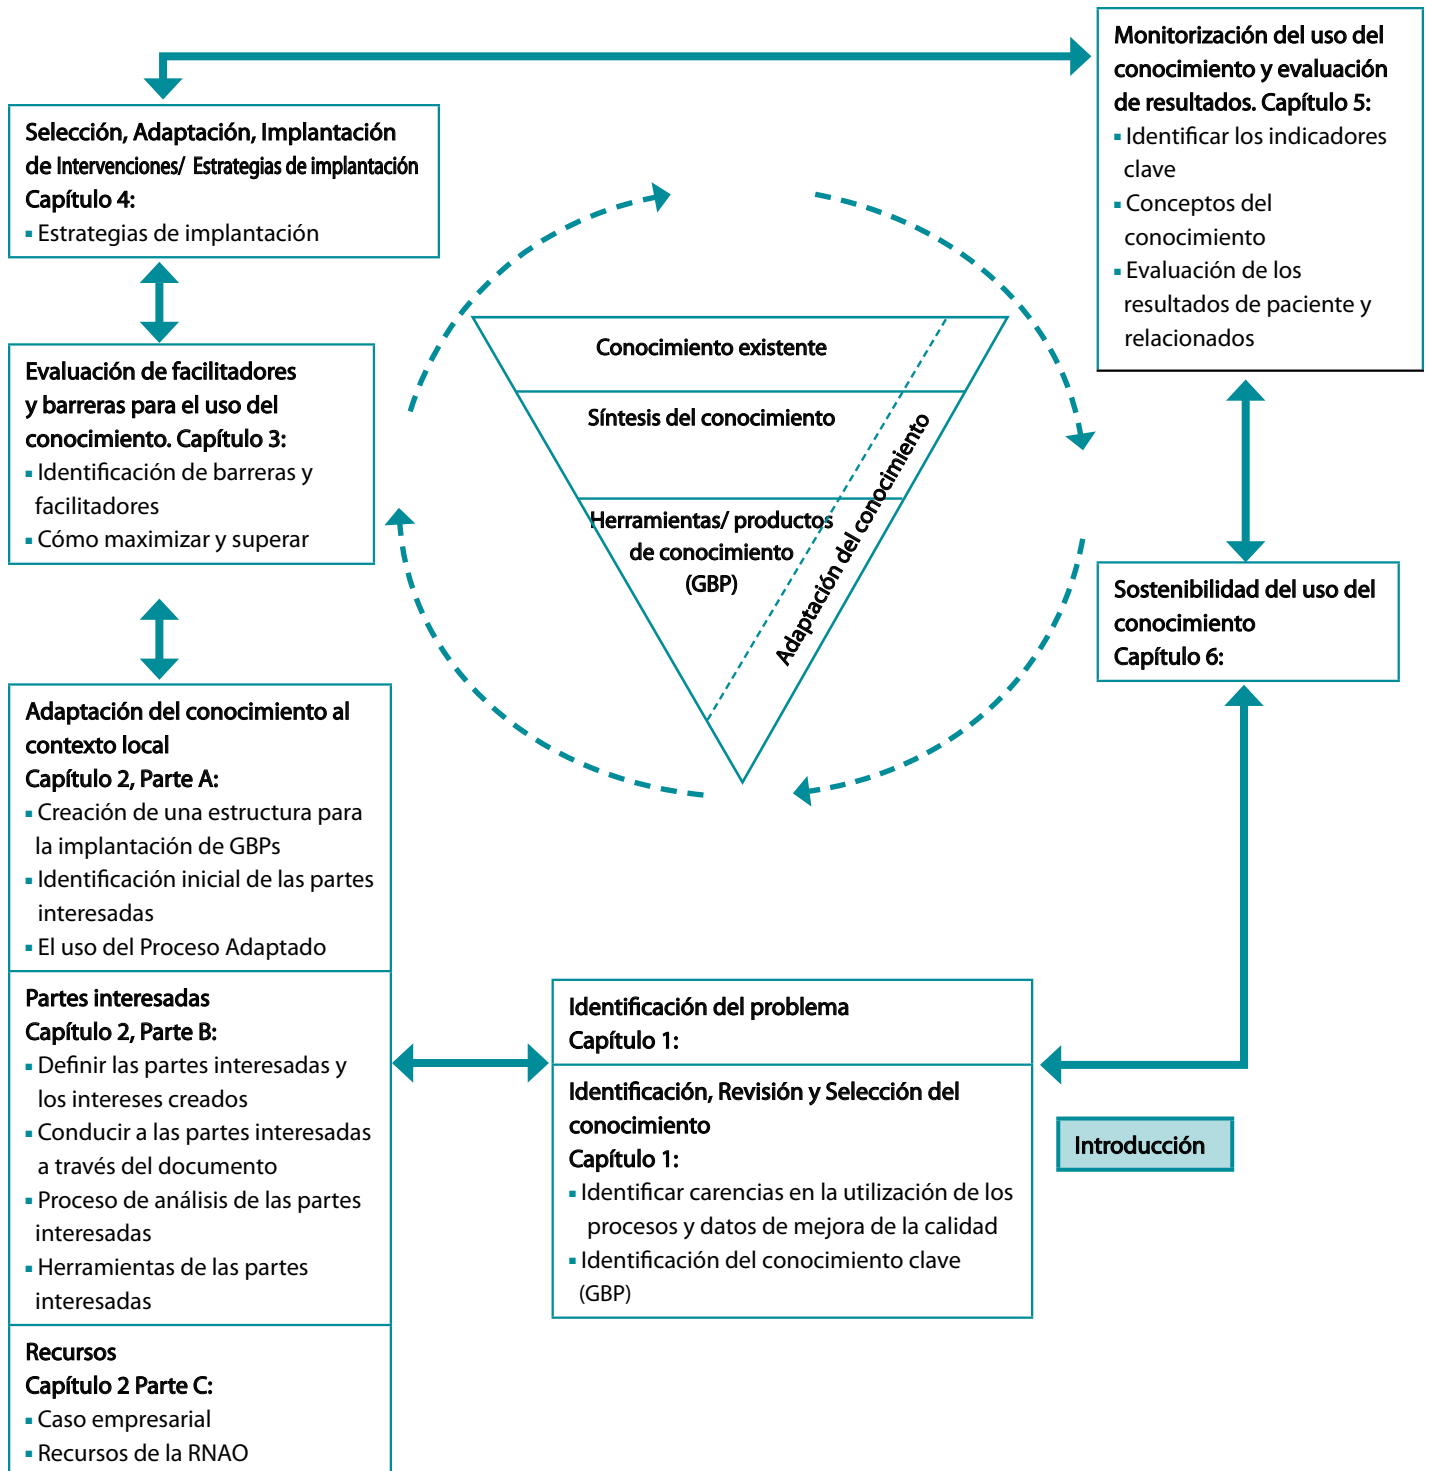 Selección, Adaptación, Implantación
de Intervenciones/ Estrategias de implantación
Capítulo 4:
▪ Estrategias de implantación
Evaluación de facilitadores
y barreras para el uso del
conocimiento. Capítulo 3:
▪ Identificación de barreras y
facilitadores
▪ Cómo maximizar y superar
Adaptación del conocimiento al
contexto local
Capítulo 2, Parte A:
▪ Creación de una estructura para
la implantación de GBPs
▪ Identificación inicial de las partes
interesadas
▪ El uso del Proceso Adaptado
Partes interesadas
Capítulo 2, Parte B:
▪ Definir las partes interesadas y
los intereses creados
▪ Conducir a las partes interesadas
a través del documento
▪ Proceso de análisis de las partes
interesadas
▪ Herramientas de las partes
interesadas
Recursos
Capítulo 2 Parte C:
▪ Caso empresarial
▪ Recursos de la RNAO
Conocimiento existente
Síntesis del conocimiento
Herramientas/ productos
de conocimiento
(GBP)
Adaptación del conocimiento
Identificación del problema
Capítulo 1:
Identificación, Revisión y Selección del
conocimiento
Capítulo 1:
▪ Identificar carencias en la utilización de los
procesos y datos de mejora de la calidad
▪ Identificación del conocimiento clave
(GBP)
Monitorización del uso del
conocimiento y evaluación
de resultados. Capítulo 5:
▪ Identificar los indicadores
clave
▪ Conceptos del
conocimiento
▪ Evaluación de los
resultados de paciente y
relacionados
Sostenibilidad del uso del
conocimiento
Capítulo 6:
Introducción